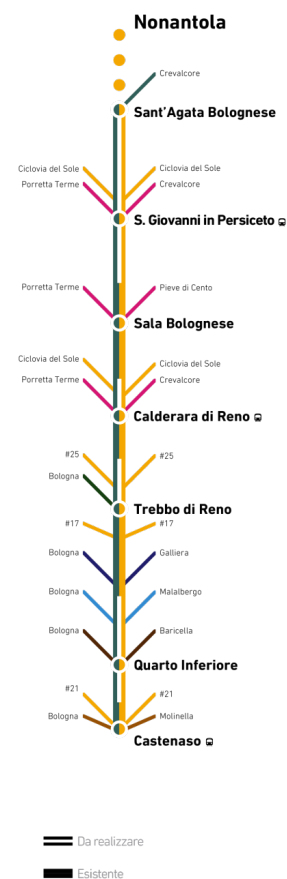 Nonantola
Crevalcore
Sant'Agata Bolognese
Ciclovia del Sole
Ciclovia del Sole
Porretta Terme
Crevalcore
S. Giovanni in Persiceto
Porretta Terme
Pieve di Cento
Sala Bolognese
Ciclovia del Sole
Ciclovia del Sole
Porretta Terme
Crevalcore
Calderara di Reno
#25
#25
Bologna
Trebbo di Reno
#17
#17
Bologna
Galliera
Bologna
Malalbergo
Bologna
Baricella
Quarto Inferiore
#21
#21
Bologna
Molinella
Castenaso
Da realizzare
Esistente